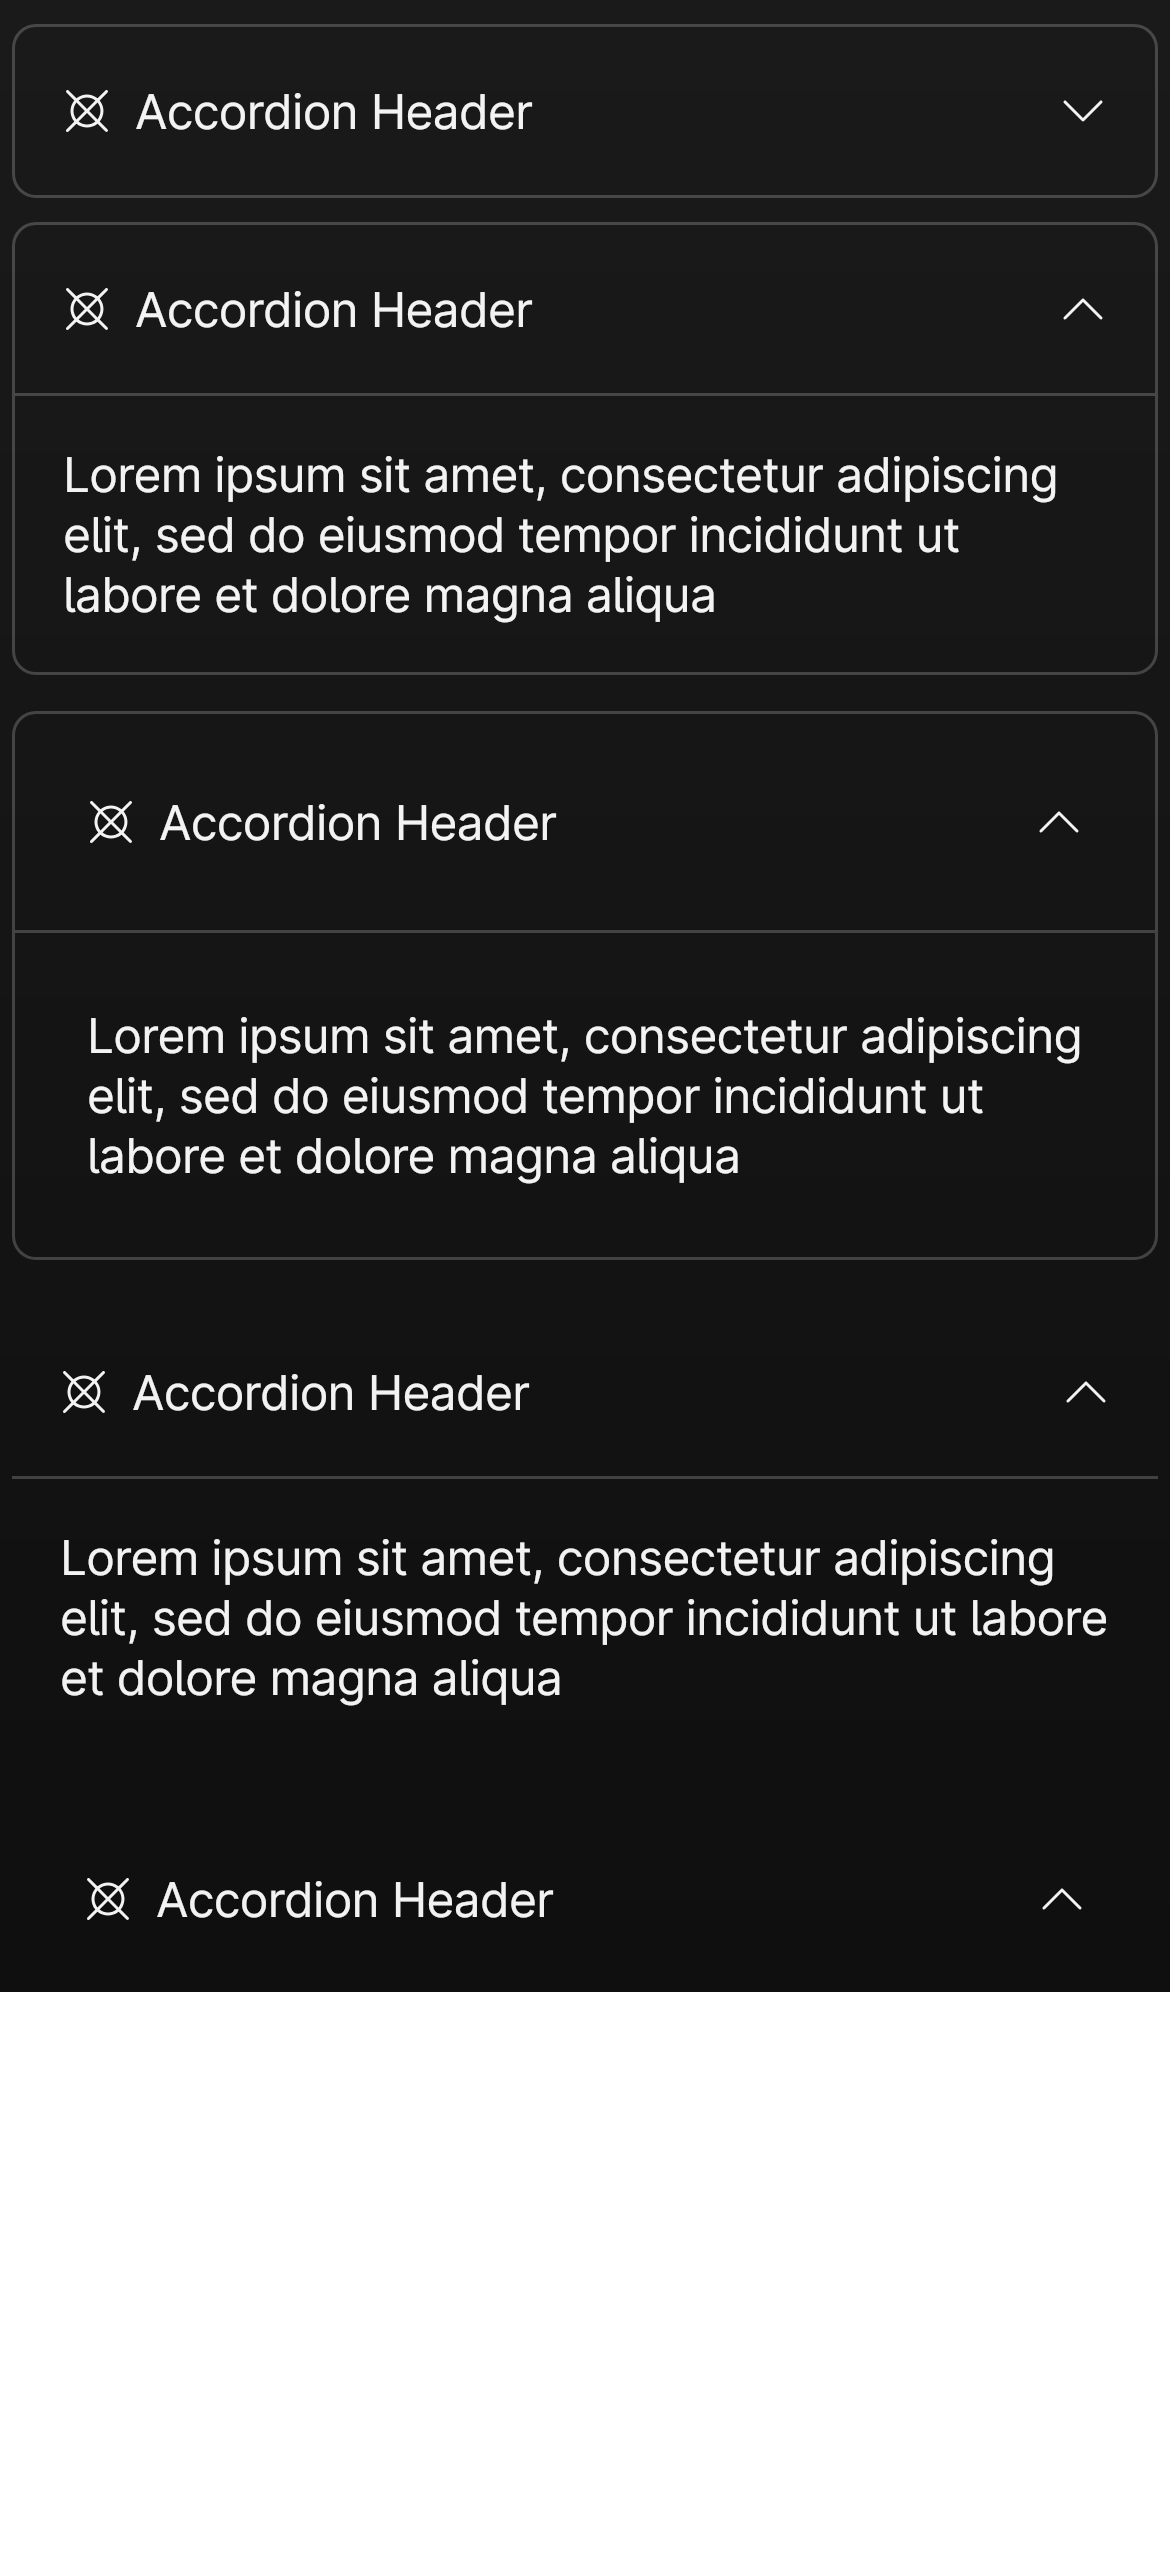 Accordion Header
Accordion Header
Lorem ipsum sit amet, consectetur adipiscing
elit, sed do eiusmod tempor incididunt ut
labore et dolore magna aliqua
Accordion Header
Lorem ipsum sit amet, consectetur adipiscing
elit, sed do eiusmod tempor incididunt ut
labore et dolore magna aliqua
Accordion Header
Lorem ipsum sit amet, consectetur adipiscing
elit, sed do eiusmod tempor incididunt ut labore
et dolore magna aliqua
Accordion Header